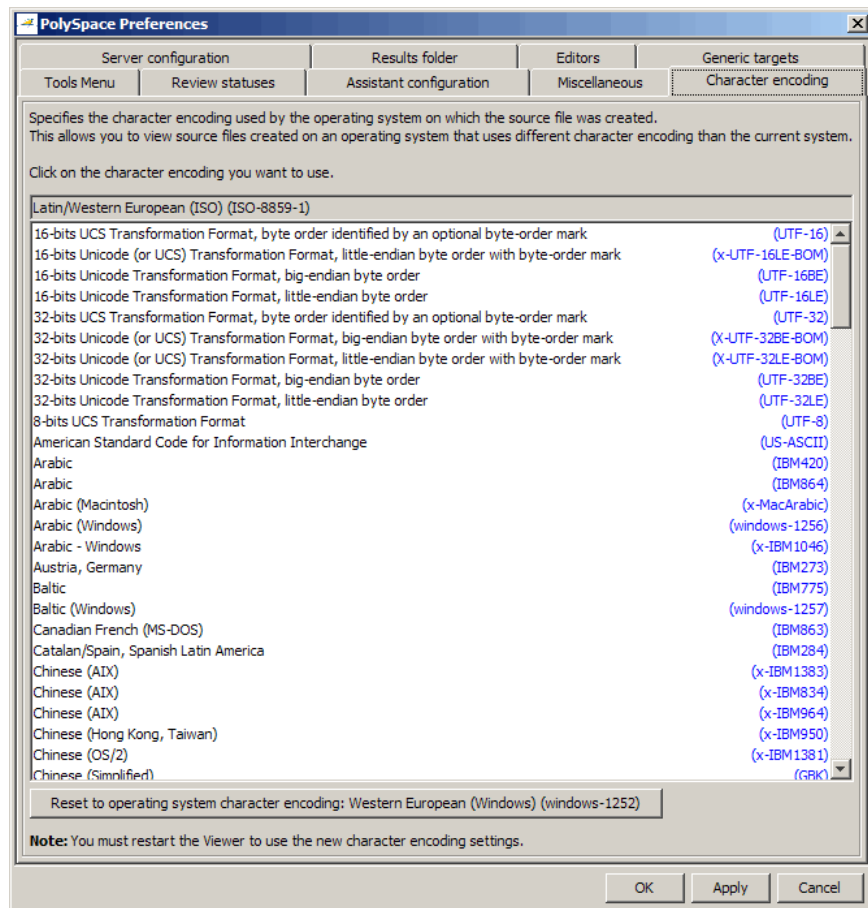 PolySpace Preferences
Server configuration Results folder Editors Generic targets
Tools Menu Review statuses Assistant configuration Miscellaneous Character encoding
Specifies the character encoding used by the operating system on which the source file was created.
This allows you to view source files created on an operating system that uses different character encoding than the current system.
Click on the character encoding you want to use.
Latin/Western European (ISO) (ISO-8859-1)
16-bits UCS Transformation Format, byte order identified by an optional byte-order mark (UTF-16)
16-bits Unicode (or UCS) Transformation Format, little-endian byte order with byte-order mark (x-UTF-16LE-BOM)
16-bits Unicode Transformation Format, big-endian byte order (UTF-16BE)
16-bits Unicode Transformation Format, little-endian byte order (UTF-16LE)
32-bits UCS Transformation Format, byte order identified by an optional byte-order mark (UTF-32)
32-bits Unicode (or UCS) Transformation Format, big-endian byte order with byte-order mark (X-UTF-32BE-BOM)
32-bits Unicode (or UCS) Transformation Format, little-endian byte order with byte-order mark (X-UTF-32LE-BOM)
32-bits Unicode Transformation Format, big-endian byte order (UTF-32BE)
32-bits Unicode Transformation Format, little-endian byte order (UTF-32LE)
8-bits UCS Transformation Format (UTF-8)
American Standard Code for Information Interchange (US-ASCII)
Arabic (IBM420)
Arabic (IBM864)
Arabic (Macintosh) (x-MacArabic)
Arabic (Windows) (windows-1256)
Arabic - Windows (x-IBM1046)
Austria, Germany (IBM273)
Baltic (IBM775)
Baltic (Windows) (windows-1257)
Canadian French (MS-DOS) (IBM863)
Catalan/Spain, Spanish Latin America (IBM284)
Chinese (AIX) (x-IBM1383)
Chinese (AIX) (x-IBM834)
Chinese (AIX) (x-IBM964)
Chinese (Hong Kong, Taiwan) (x-IBM950)
Chinese (OS/2) (x-IBM1381)
Chinese (Simplified) (GBK)
Reset to operating system character encoding: Western European (Windows) (windows-1252)
Note: You must restart the Viewer to use the new character encoding settings.
OK Apply Cancel